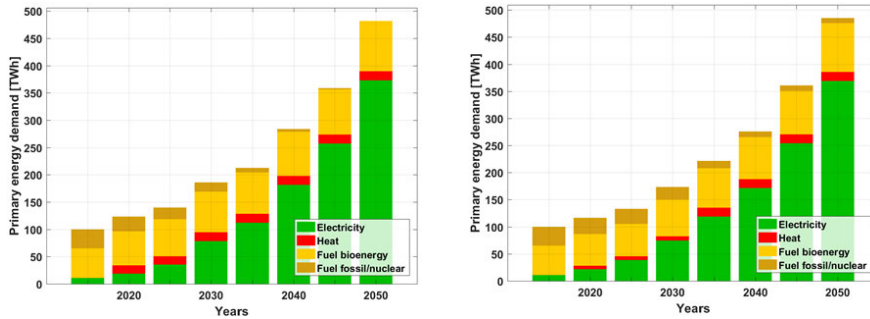 Primary energy demand [TWh]
500
450
400
350
300
250
200
150
100
50
0
2020
2030
2040
2050
Years
Electricity
Heat
Fuel bioenergy
Fuel fossil/nuclear
Primary energy demand [TWh]
500
450
400
350
300
250
200
150
100
50
0
2020
2030
2040
2050
Years
Electricity
Heat
Fuel bioenergy
Fuel fossil/nuclear